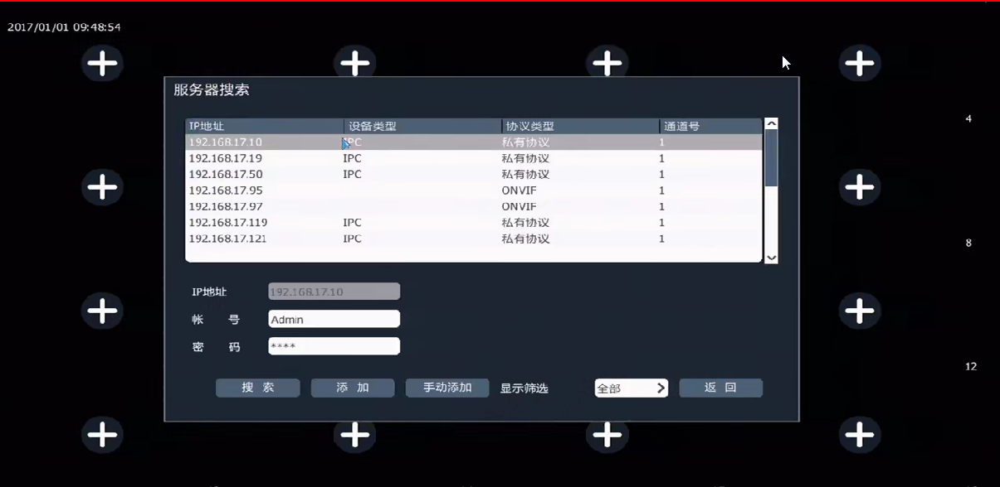 2017/01/01 09:48:54
服务器搜索
IP地址 设备类型 协议类型 通道号
192.168.17.10 IPC 私有协议 1
4
192.168.17.19 IPC 私有协议 1
192.168.17.50 IPC 私有协议 1
192.168.17.95 ONVIF 1
192.168.17.97 ONVIF 1
192.168.17.119 IPC 私有协议 1
192.168.17.121 IPC 私有协议 1
8
IP地址 192.168.17.10
帐 号 Admin
密 码 ****
12
搜 索 添 加 手动添加 显示筛选 全部 返 回